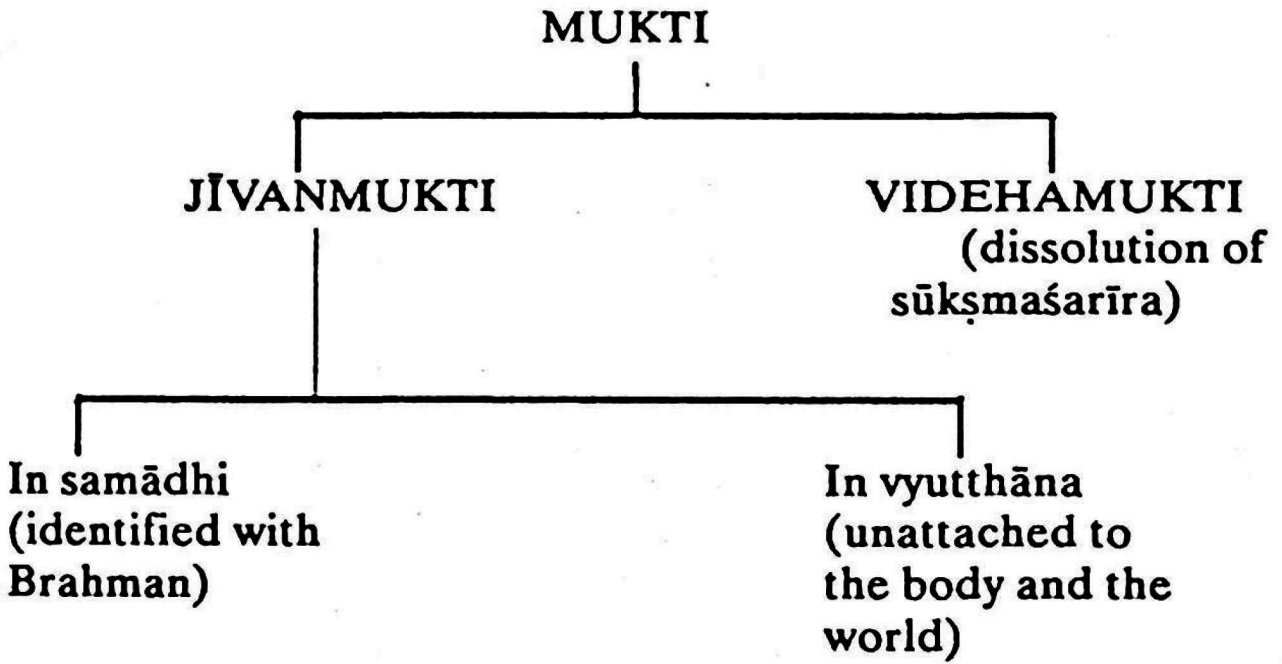 MUKTI
JĪVANMUKTI
VIDEHAMUKTI
(dissolution of
sūkṣmaśarīra)
In samādhi
(identified with
Brahman)
In vyutthāna
(unattached to
the body and the
world)